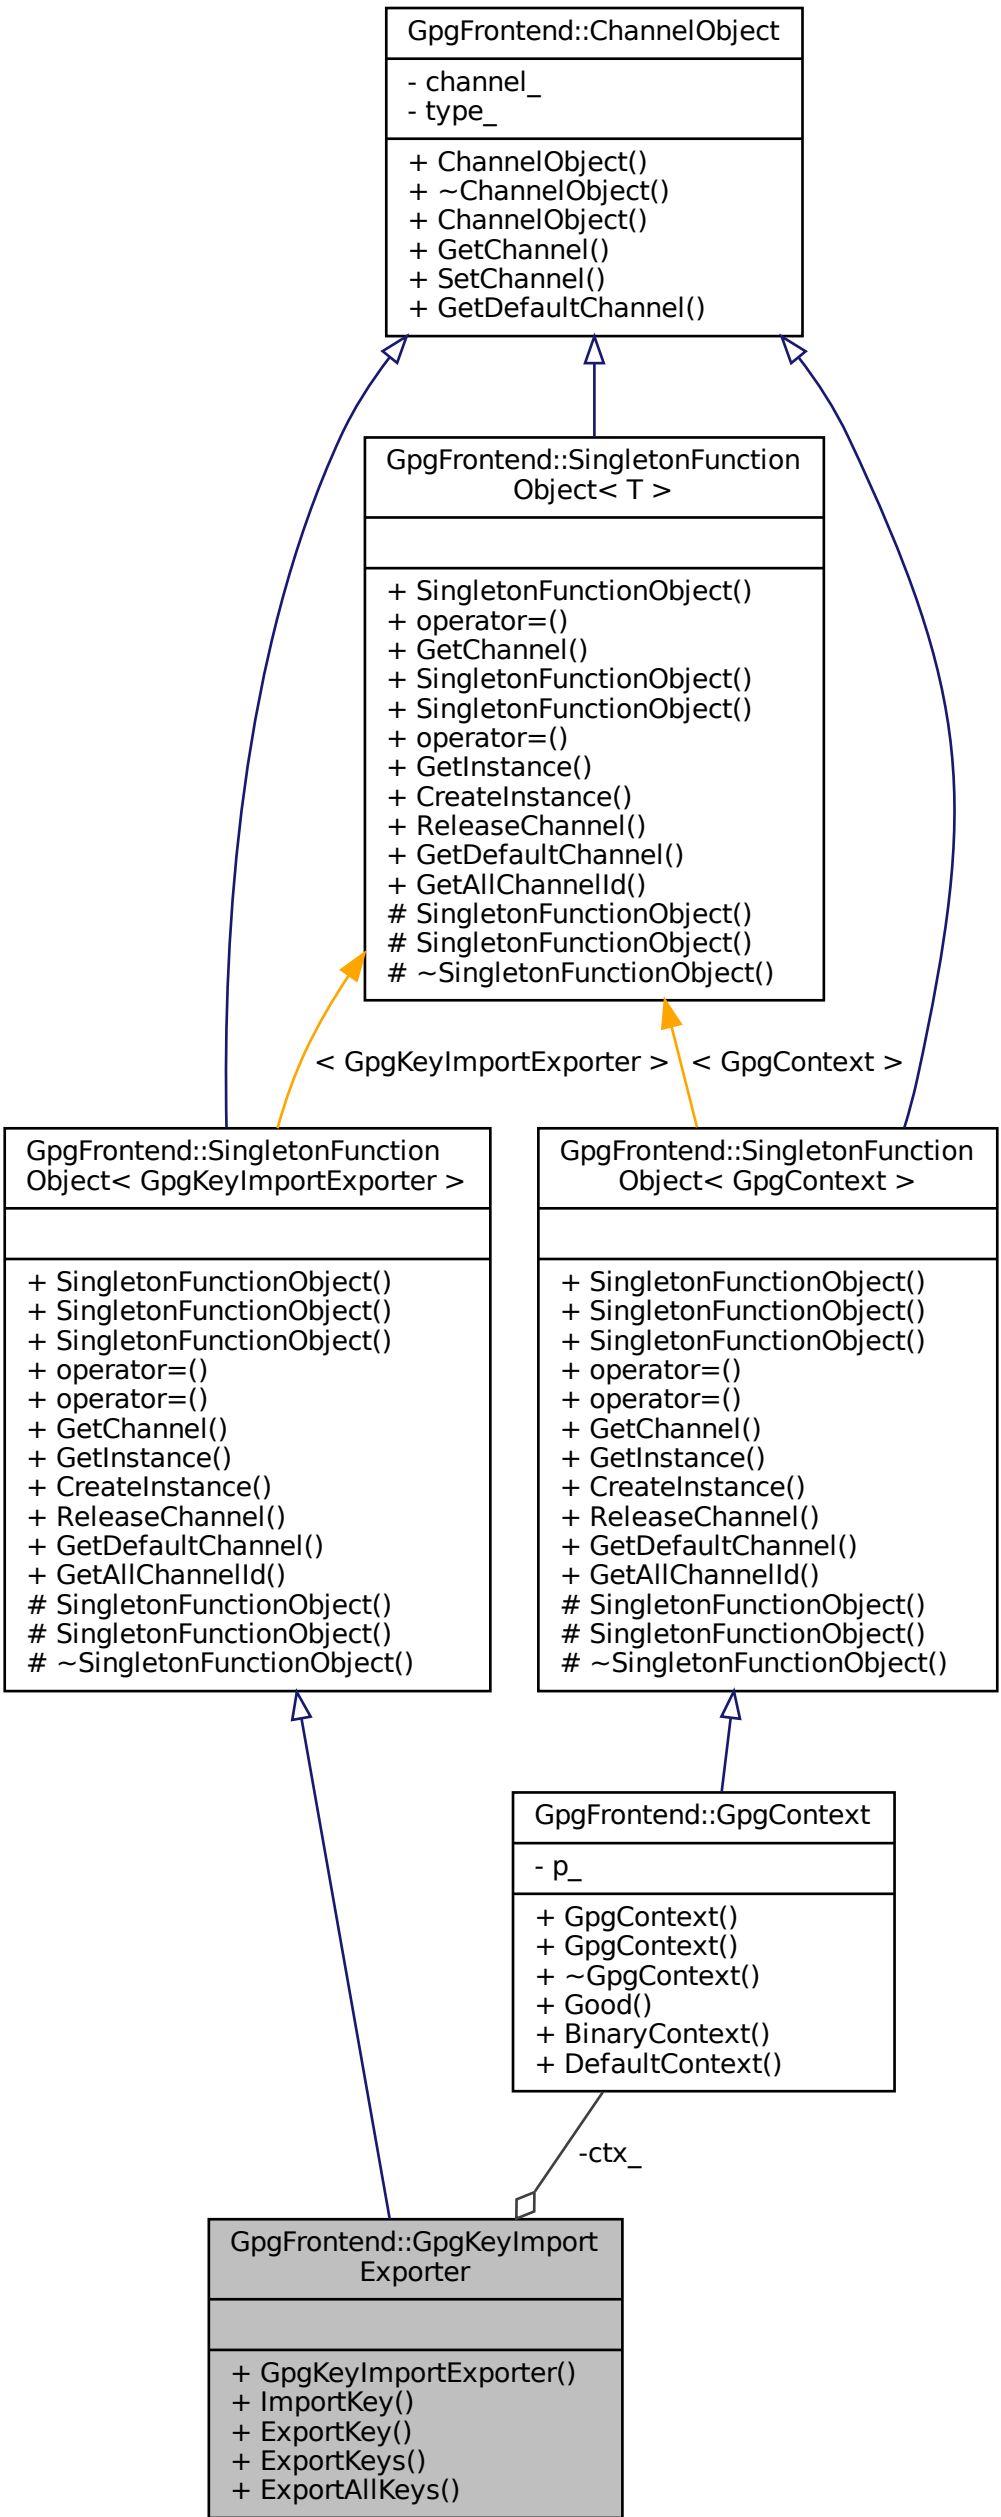 GpgFrontend::ChannelObject
- channel_
- type_
+ ChannelObject()
+ ~ChannelObject()
+ ChannelObject()
+ GetChannel()
+ SetChannel()
+ GetDefaultChannel()
GpgFrontend::SingletonFunction
Object< T >
+ SingletonFunctionObject()
+ operator=()
+ GetChannel()
+ SingletonFunctionObject()
+ SingletonFunctionObject()
+ operator=()
+ GetInstance()
+ CreateInstance()
+ ReleaseChannel()
+ GetDefaultChannel()
+ GetAllChannelId()
# SingletonFunctionObject()
# SingletonFunctionObject()
# ~SingletonFunctionObject()
< GpgKeyImportExporter >
< GpgContext >
GpgFrontend::SingletonFunction
Object< GpgKeyImportExporter >
+ SingletonFunctionObject()
+ SingletonFunctionObject()
+ SingletonFunctionObject()
+ operator=()
+ operator=()
+ GetChannel()
+ GetInstance()
+ CreateInstance()
+ ReleaseChannel()
+ GetDefaultChannel()
+ GetAllChannelId()
# SingletonFunctionObject()
# SingletonFunctionObject()
# ~SingletonFunctionObject()
GpgFrontend::SingletonFunction
Object< GpgContext >
+ SingletonFunctionObject()
+ SingletonFunctionObject()
+ SingletonFunctionObject()
+ operator=()
+ operator=()
+ GetChannel()
+ GetInstance()
+ CreateInstance()
+ ReleaseChannel()
+ GetDefaultChannel()
+ GetAllChannelId()
# SingletonFunctionObject()
# SingletonFunctionObject()
# ~SingletonFunctionObject()
GpgFrontend::GpgContext
- p_
+ GpgContext()
+ GpgContext()
+ ~GpgContext()
+ Good()
+ BinaryContext()
+ DefaultContext()
-ctx_
GpgFrontend::GpgKeyImport
Exporter
+ GpgKeyImportExporter()
+ ImportKey()
+ ExportKey()
+ ExportKeys()
+ ExportAllKeys()